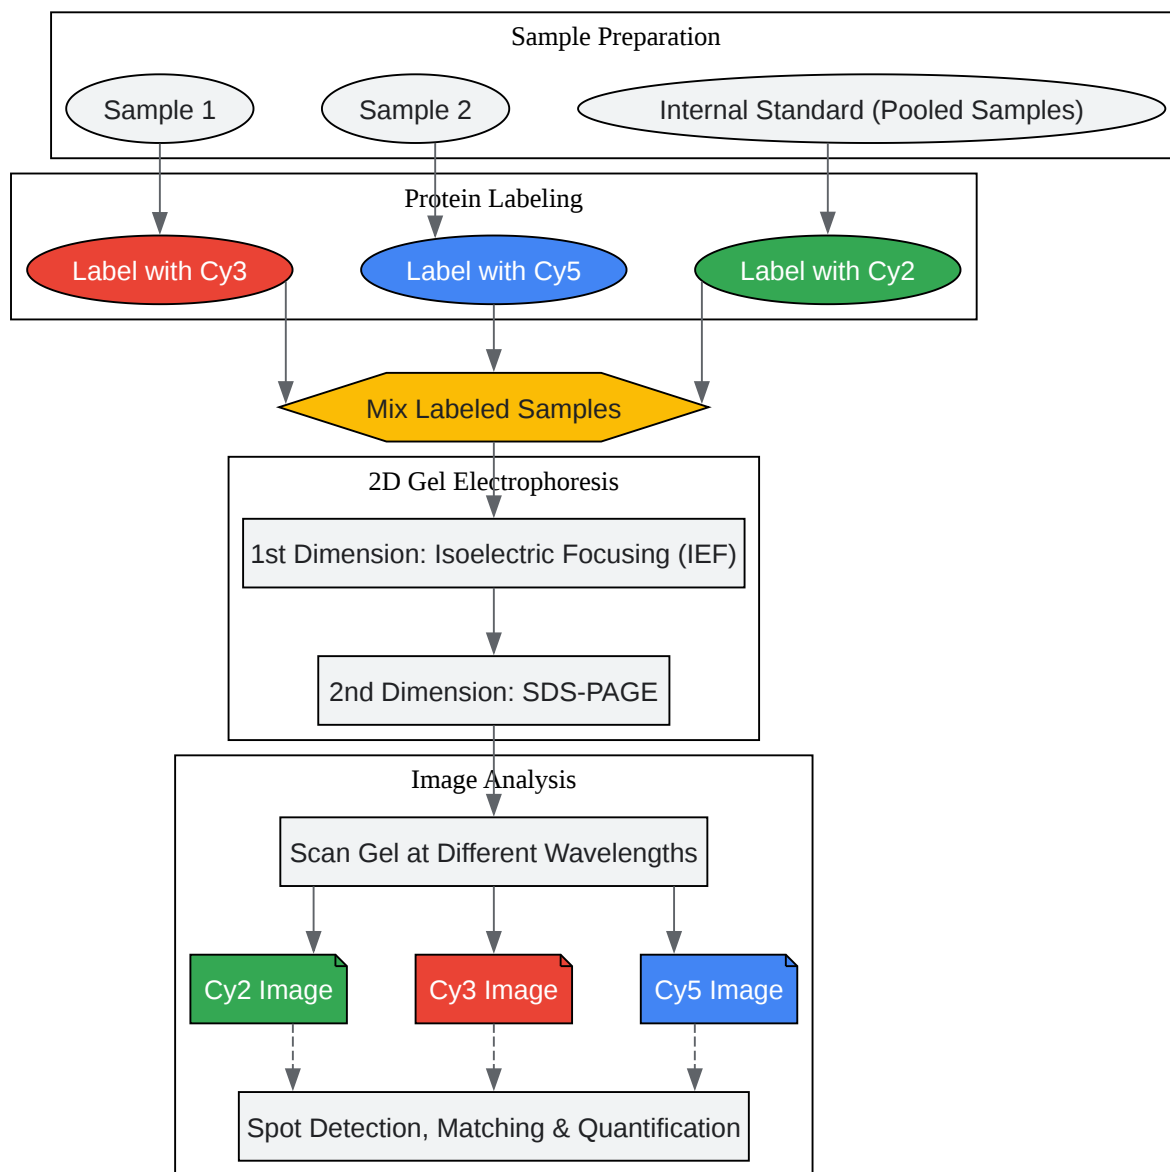 Sample Preparation
Sample 1
Sample 2
Internal Standard (Pooled Samples)
Protein Labeling
Label with Cy3
Label with Cy5
Label with Cy2
Mix Labeled Samples
2D Gel Electrophoresis
1st Dimension: Isoelectric Focusing (IEF)
2nd Dimension: SDS-PAGE
Image Analysis
Scan Gel at Different Wavelengths
Cy2 Image
Cy3 Image
Cy5 Image
Spot Detection, Matching & Quantification